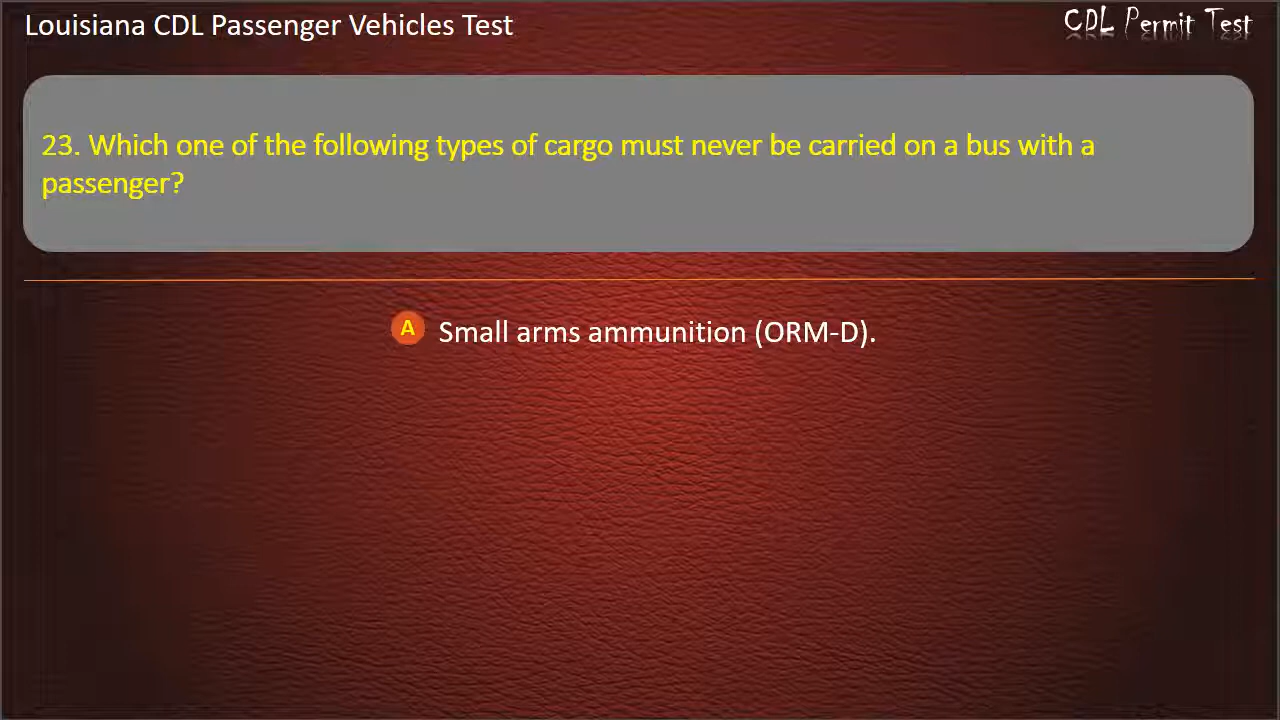 Louisiana CDL Passenger Vehicles Test
CDL Permit Test
23. Which one of the following types of cargo must never be carried on a bus with a
passenger?
A Small arms ammunition (ORM-D).